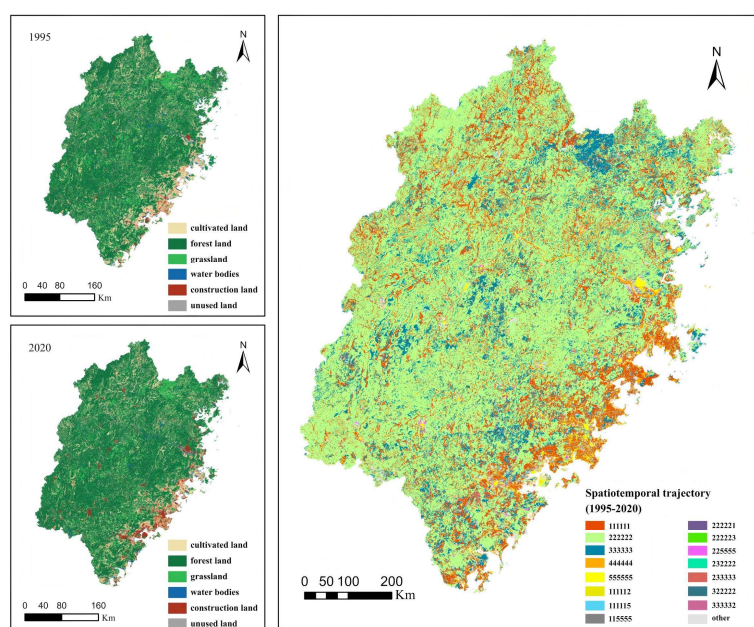 1995
N
cultivated land
forest land
grassland
water bodies
construction land
unused land
0 40 80 160
Km
2020
N
cultivated land
forest land
grassland
water bodies
construction land
unused land
0 40 80 160
Km
N
Spatiotemporal trajectory
(1995-2020)
111111 222221
222222 222223
333333 225555
444444 232222
555555 233333
111112 322222
111115 333332
115555 other
0 50 100 200
Km